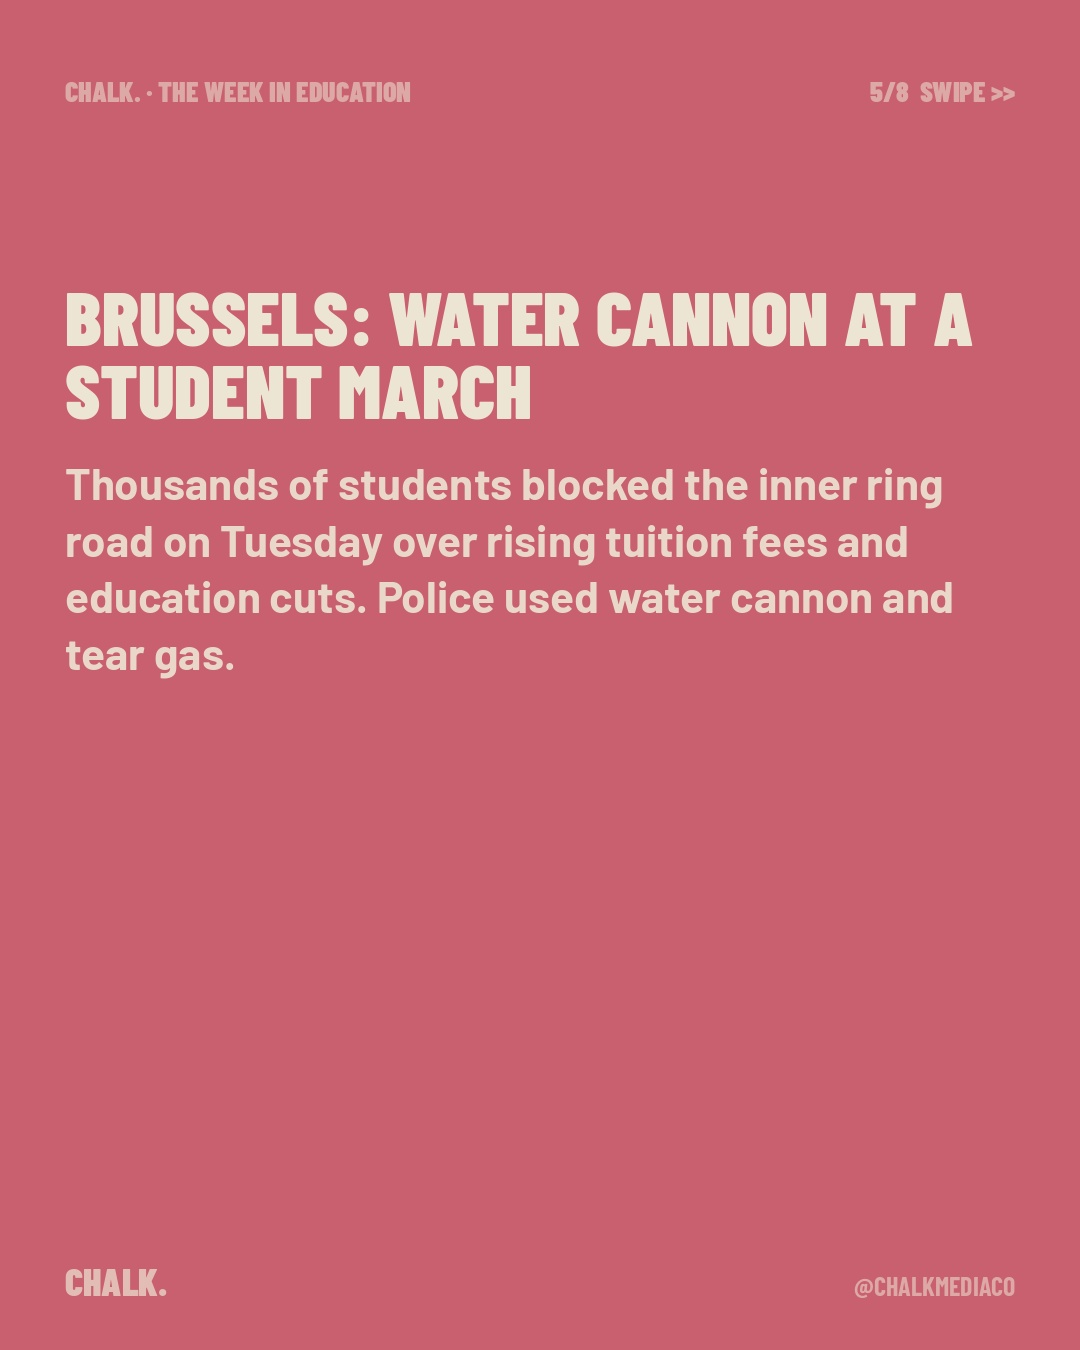 CHALK. · THE WEEK IN EDUCATION
5/8 SWIPE >>
BRUSSELS: WATER CANNON AT A
STUDENT MARCH
Thousands of students blocked the inner ring
road on Tuesday over rising tuition fees and
education cuts. Police used water cannon and
tear gas.
CHALK.
@CHALKMEDIACO